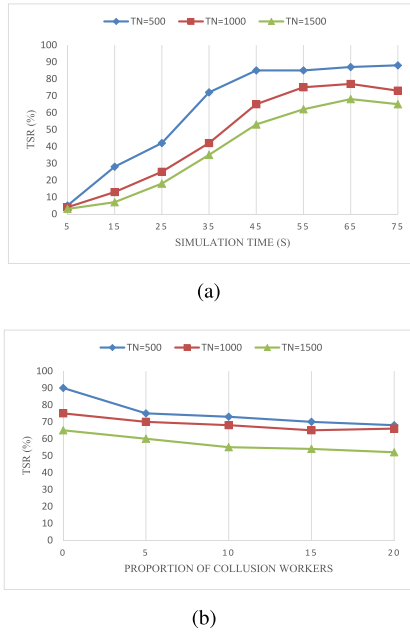 TN=500 TN=1000 TN=1500
100
90
80
70
60
50
40
30
20
10
0
TSR (%)
5 15 25 35 45 55 65 75
SIMULATION TIME (S)
(a)
TN=500 TN=1000 TN=1500
100
90
80
70
60
50
40
30
20
10
0
TSR (%)
0 5 10 15 20
PROPORTION OF COLLUSION WORKERS
(b)